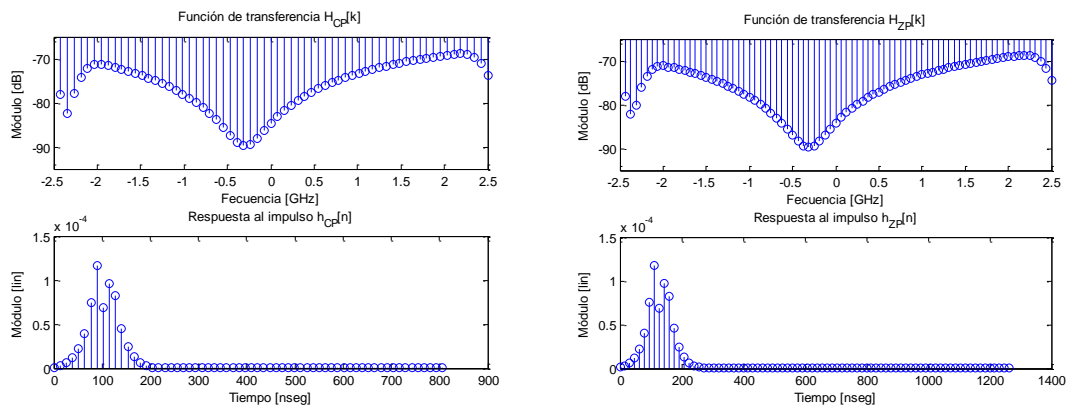 Función de transferencia H_CP[k]
Módulo [dB]
-70
-80
-90
-2.5 -2 -1.5 -1 -0.5 0 0.5 1 1.5 2 2.5
Fecuencia [GHz]
Respuesta al impulso h_CP[n]
x 10^-4
Módulo [lin]
1.5
1
0.5
0
0 100 200 300 400 500 600 700 800 900
Tiempo [nseg]
Función de transferencia H_ZP[k]
Módulo [dB]
-70
-80
-90
-2.5 -2 -1.5 -1 -0.5 0 0.5 1 1.5 2 2.5
Fecuencia [GHz]
Respuesta al impulso h_ZP[n]
x 10^-4
Módulo [lin]
1.5
1
0.5
0
0 200 400 600 800 1000 1200 1400
Tiempo [nseg]